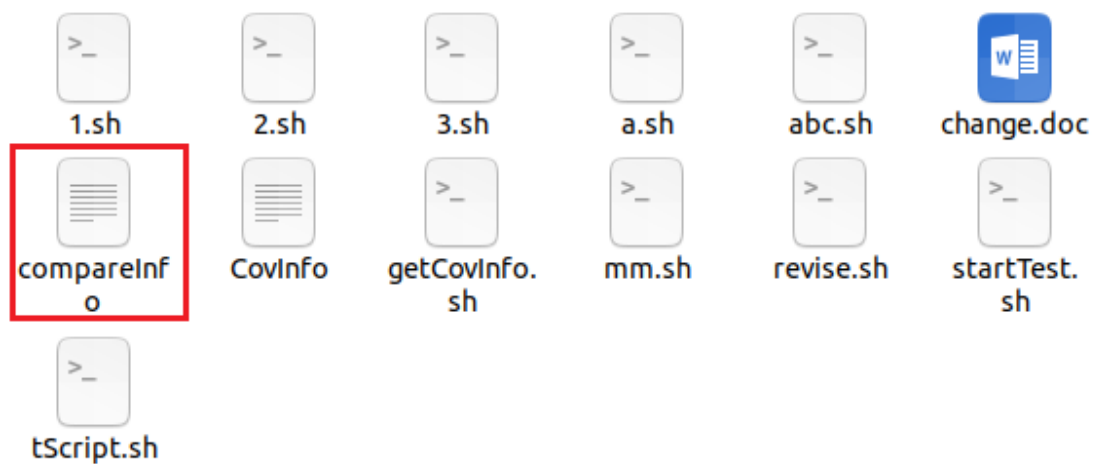 1.sh
2.sh
3.sh
a.sh
abc.sh
change.doc
compareInf
o
CovInfo
getCovInfo.
sh
mm.sh
revise.sh
startTest.
sh
tScript.sh